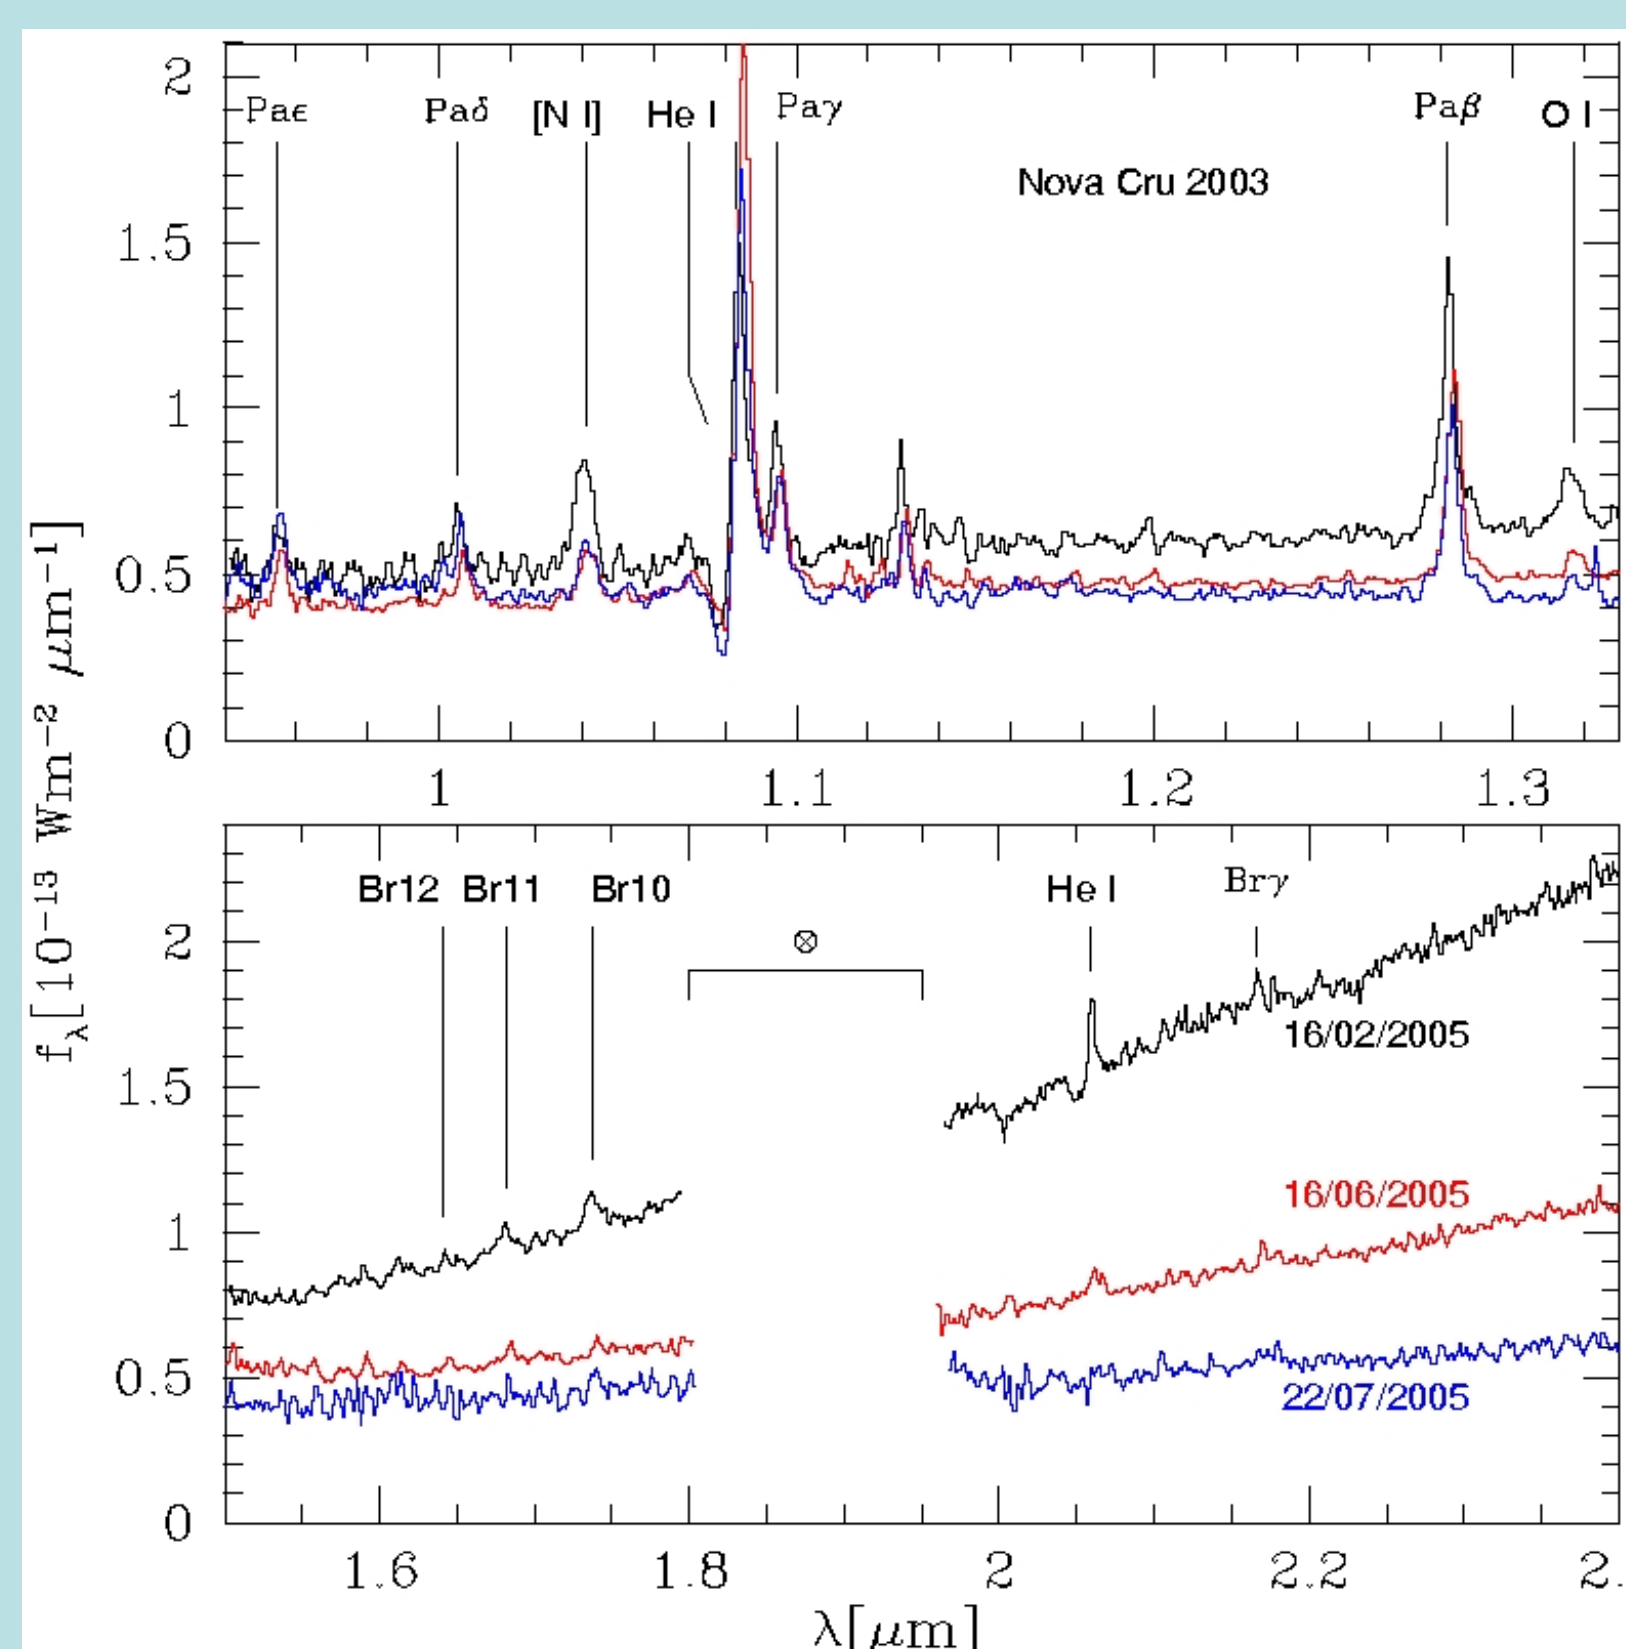 Paϵ Paδ [N I] He I Paγ Paβ O I
Nova Cru 2003
2
1.5
1
0.5
0
1 1.1 1.2 1.3
f_λ[10⁻¹³ Wm⁻² μm⁻¹]
Br12 Br11 Br10 He I Brγ
⊗
2
1.5
1
0.5
0
16/02/2005
16/06/2005
22/07/2005
1.6 1.8 2 2.2 2.
λ[μm]